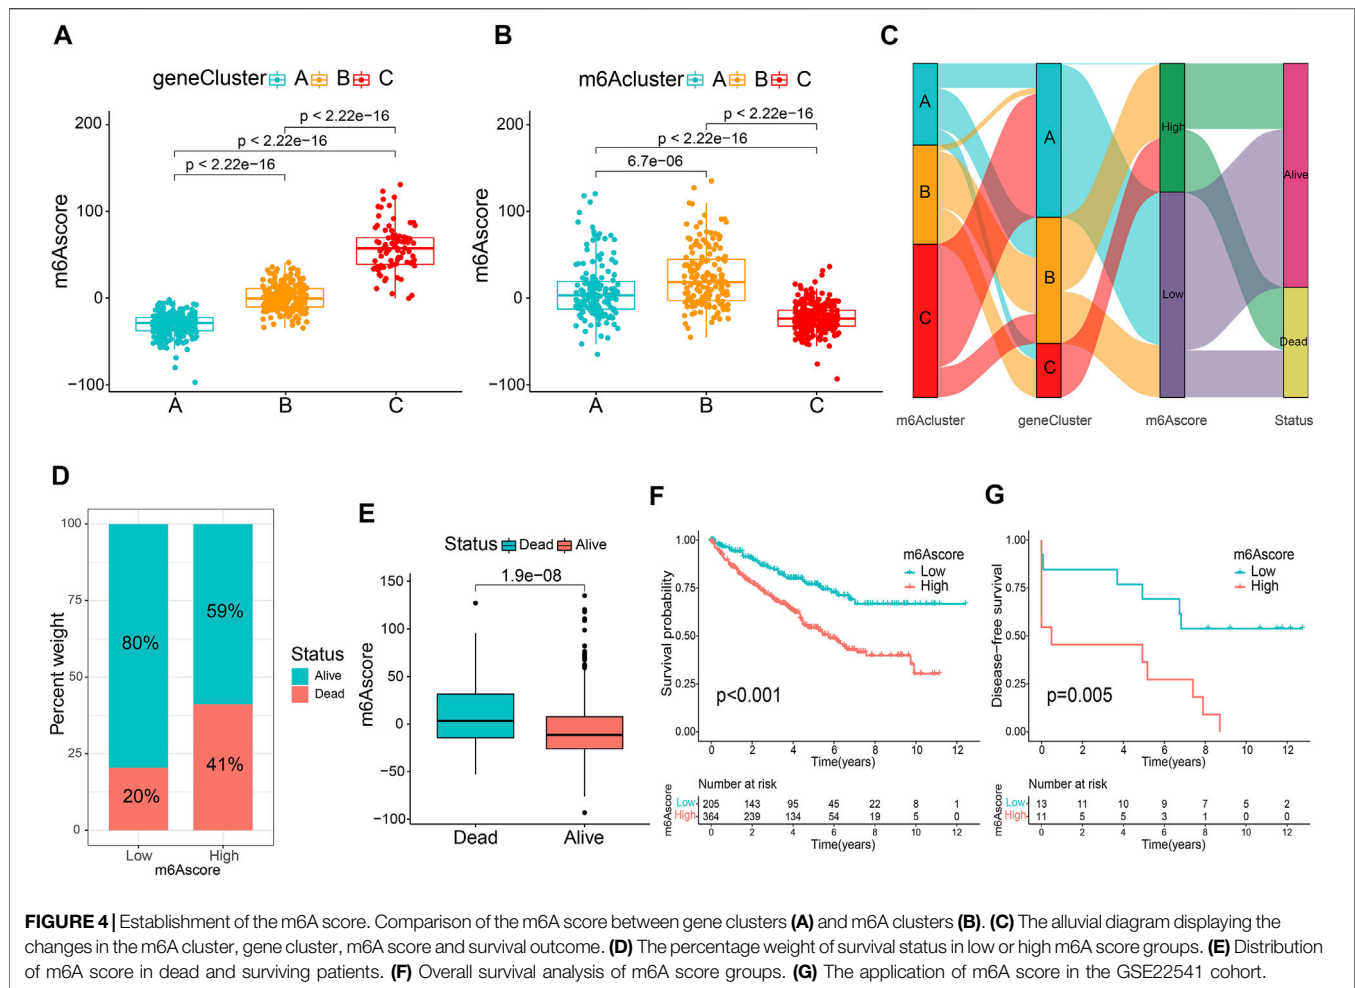 A
geneCluster A B C
m6Ascore
200
100
0
−100
p < 2.22e−16
p < 2.22e−16
p < 2.22e−16
A B C
B
m6Acluster A B C
m6Ascore
200
100
0
−100
p < 2.22e−16
p < 2.22e−16
6.7e−06
A B C
C
A
B
C
A
B
C
High
Low
Alive
Dead
m6Acluster geneCluster m6Ascore Status
D
Percent weight
100
75
50
25
0
80%
20%
59%
41%
Low High
m6Ascore
Status
Alive
Dead
E
Status Dead Alive
m6Ascore
150
100
50
0
−50
−100
1.9e−08
Dead Alive
F
m6Ascore
Low
High
Survival probability
1.00
0.75
0.50
0.25
0.00
p<0.001
0 2 4 6 8 10 12
Time(years)
Number at risk
m6Ascore
Low 205 143 95 45 22 8 1
High 364 239 134 54 19 5 0
0 2 4 6 8 10 12
Time(years)
G
m6Ascore
Low
High
Disease−free survival
1.00
0.75
0.50
0.25
0.00
p=0.005
0 2 4 6 8 10 12
Time(years)
Number at risk
m6Ascore
Low 13 11 10 9 7 5 2
High 11 5 5 3 1 0 0
0 2 4 6 8 10 12
Time(years)
FIGURE 4 | Establishment of the m6A score. Comparison of the m6A score between gene clusters (A) and m6A clusters (B). (C) The alluvial diagram displaying the
changes in the m6A cluster, gene cluster, m6A score and survival outcome. (D) The percentage weight of survival status in low or high m6A score groups. (E) Distribution
of m6A score in dead and surviving patients. (F) Overall survival analysis of m6A score groups. (G) The application of m6A score in the GSE22541 cohort.